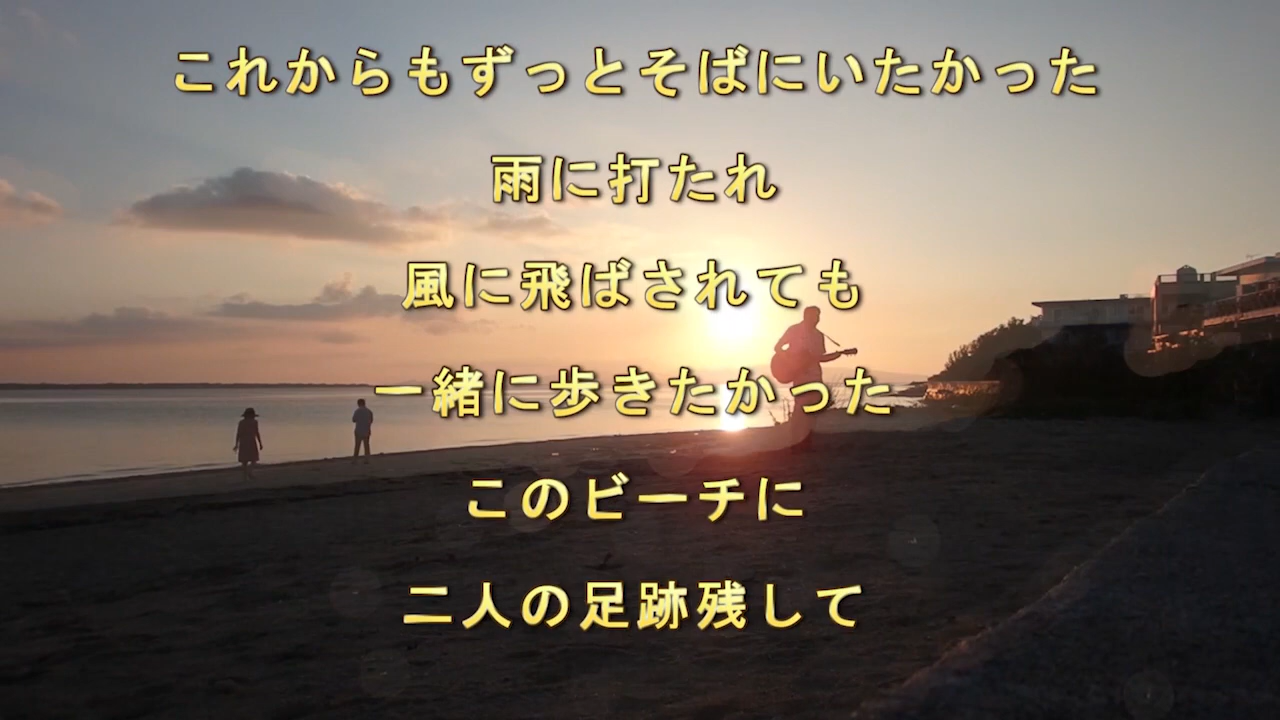 これからもずっとそばにいたかった
雨に打たれ
風に飛ばされても
一緒に歩きたかった
このビーチに
二人の足跡残して